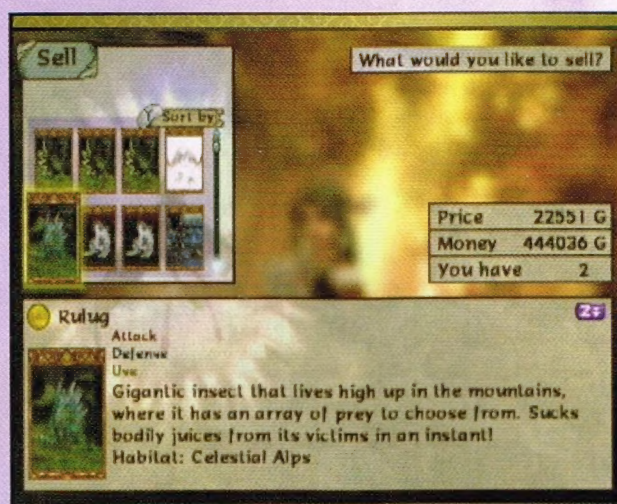 Sell
What would you like to sell?
Y Sort by
Price 22551 G
Money 444036 G
You have 2
Rulug
Attack
Defense
Use
Gigantic insect that lives high up in the mountains,
where it has an array of prey to choose from. Sucks
bodily juices from its victims in an instant!
Habitat: Celestial Alps